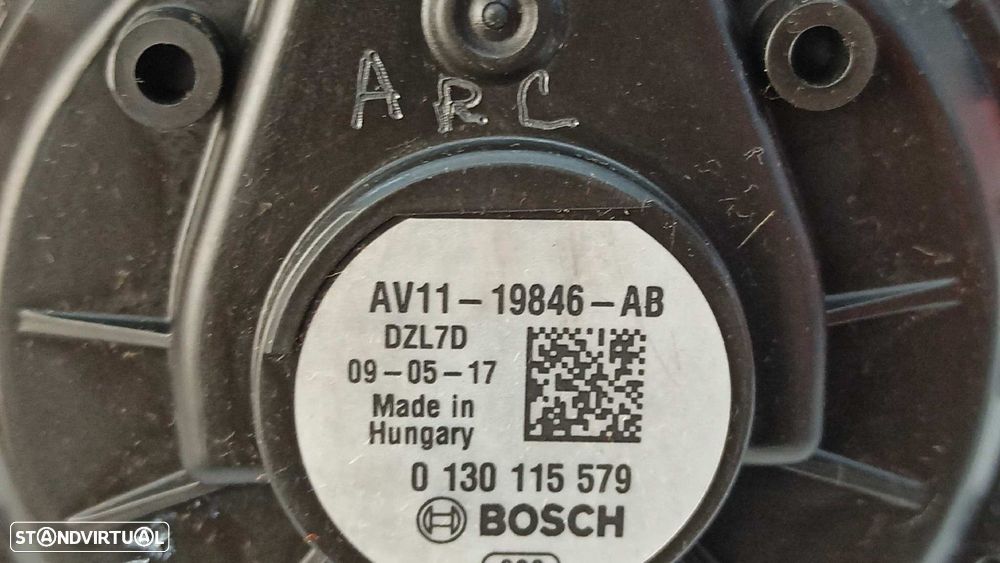 ARC
AV11-19846-AB
DZL7D
09-05-17
Made in
Hungary
0 130 115 579
BOSCH
STANDVIRTUAL